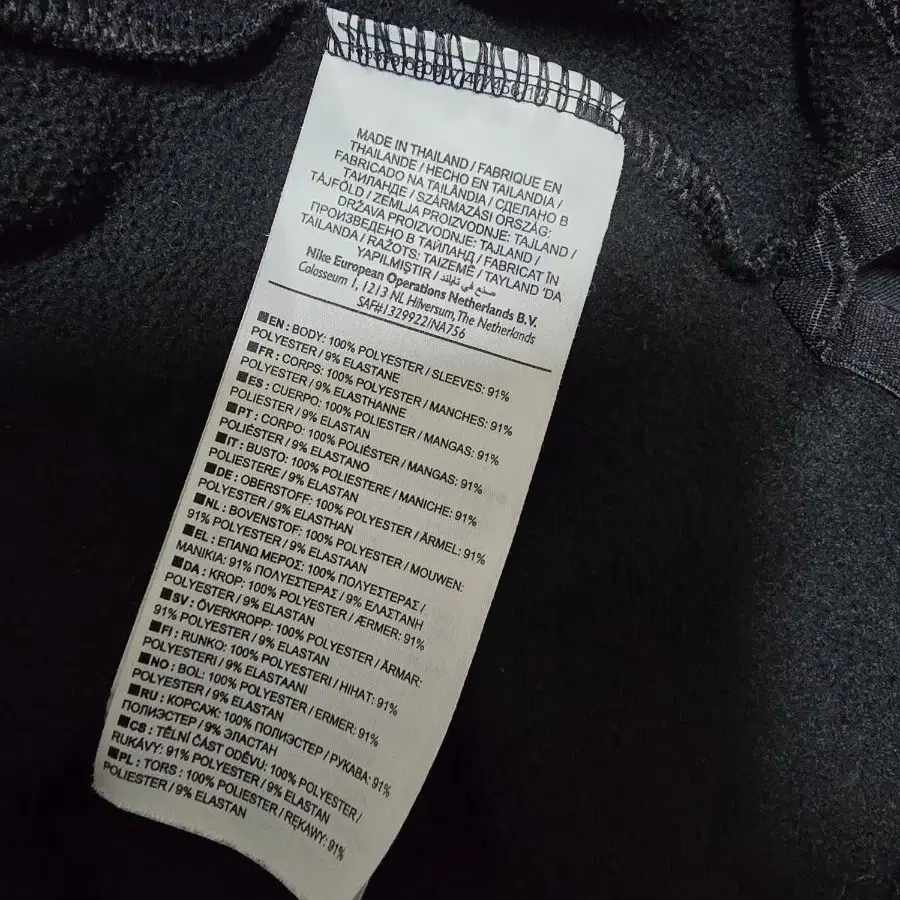 MADE IN THAILAND / FABRIQUE EN
THAILANDE / HECHO EN TAILANDIA /
FABRICADO NA TAILÂNDIA / СДЕЛАНО В
ТАИЛАНДЕ / SZÁRMAZÁSI ORSZÁG:
TÁJFÖLD / ZEMLJA PROIZVODNJE: TAJLAND /
DRŽAVA PROIZVODNJE: TAJLAND /
ПРОИЗВЕДЕНО В ТАЙЛАНД / FABRICAT ÎN
TAILANDA / RAŽOTS: TAIZEMĒ / TAYLAND 'DA
YAPILMIŞTIR / صنع في تايلند
Nike European Operations Netherlands B.V.
Colosseum 1, 1213 NL Hilversum, The Netherlands
SAF#1329922/NA756
EN : BODY: 100% POLYESTER / SLEEVES: 91%
POLYESTER / 9% ELASTANE
FR : CORPS: 100% POLYESTER / MANCHES: 91%
POLYESTER / 9% ELASTHANNE
ES : CUERPO: 100% POLIESTER / MANGAS: 91%
POLIESTER / 9% ELASTAN
PT : CORPO: 100% POLIÉSTER / MANGAS: 91%
POLIÉSTER / 9% ELASTANO
IT : BUSTO: 100% POLIESTERE / MANICHE: 91%
POLIESTERE / 9% ELASTAN
DE : OBERSTOFF: 100% POLYESTER / ÄRMEL: 91%
POLYESTER / 9% ELASTHAN
NL : BOVENSTOF: 100% POLYESTER / MOUWEN:
91% POLYESTER / 9% ELASTAAN
EL : ΕΠΑΝΩ ΜΕΡΟΣ: 100% ΠΟΛΥΕΣΤΕΡΑΣ /
ΜΑΝΙΚΙΑ: 91% ΠΟΛΥΕΣΤΕΡΑΣ / 9% ΕΛΑΣΤΑΝΗ
DA : KROP: 100% POLYESTER / ÆRMER: 91%
POLYESTER / 9% ELASTAN
SV : ÖVERKROPP: 100% POLYESTER / ÄRMAR:
91% POLYESTER / 9% ELASTAN
FI : RUNKO: 100% POLYESTERI / HIHAT: 91%
POLYESTERI / 9% ELASTAANI
NO : BOL: 100% POLYESTER / ERMER: 91%
POLYESTER / 9% ELASTAN
RU : КОРСАЖ: 100% ПОЛИЭСТЕР / РУКАВА: 91%
ПОЛИЭСТЕР / 9% ЭЛАСТАН
CS : TĚLNÍ ČÁST ODĚVU: 100% POLYESTER /
RUKÁVY: 91% POLYESTER / 9% ELASTAN
PL : TORS : 100% POLIESTER / RĘKAWY: 91%
POLIESTER / 9% ELASTAN